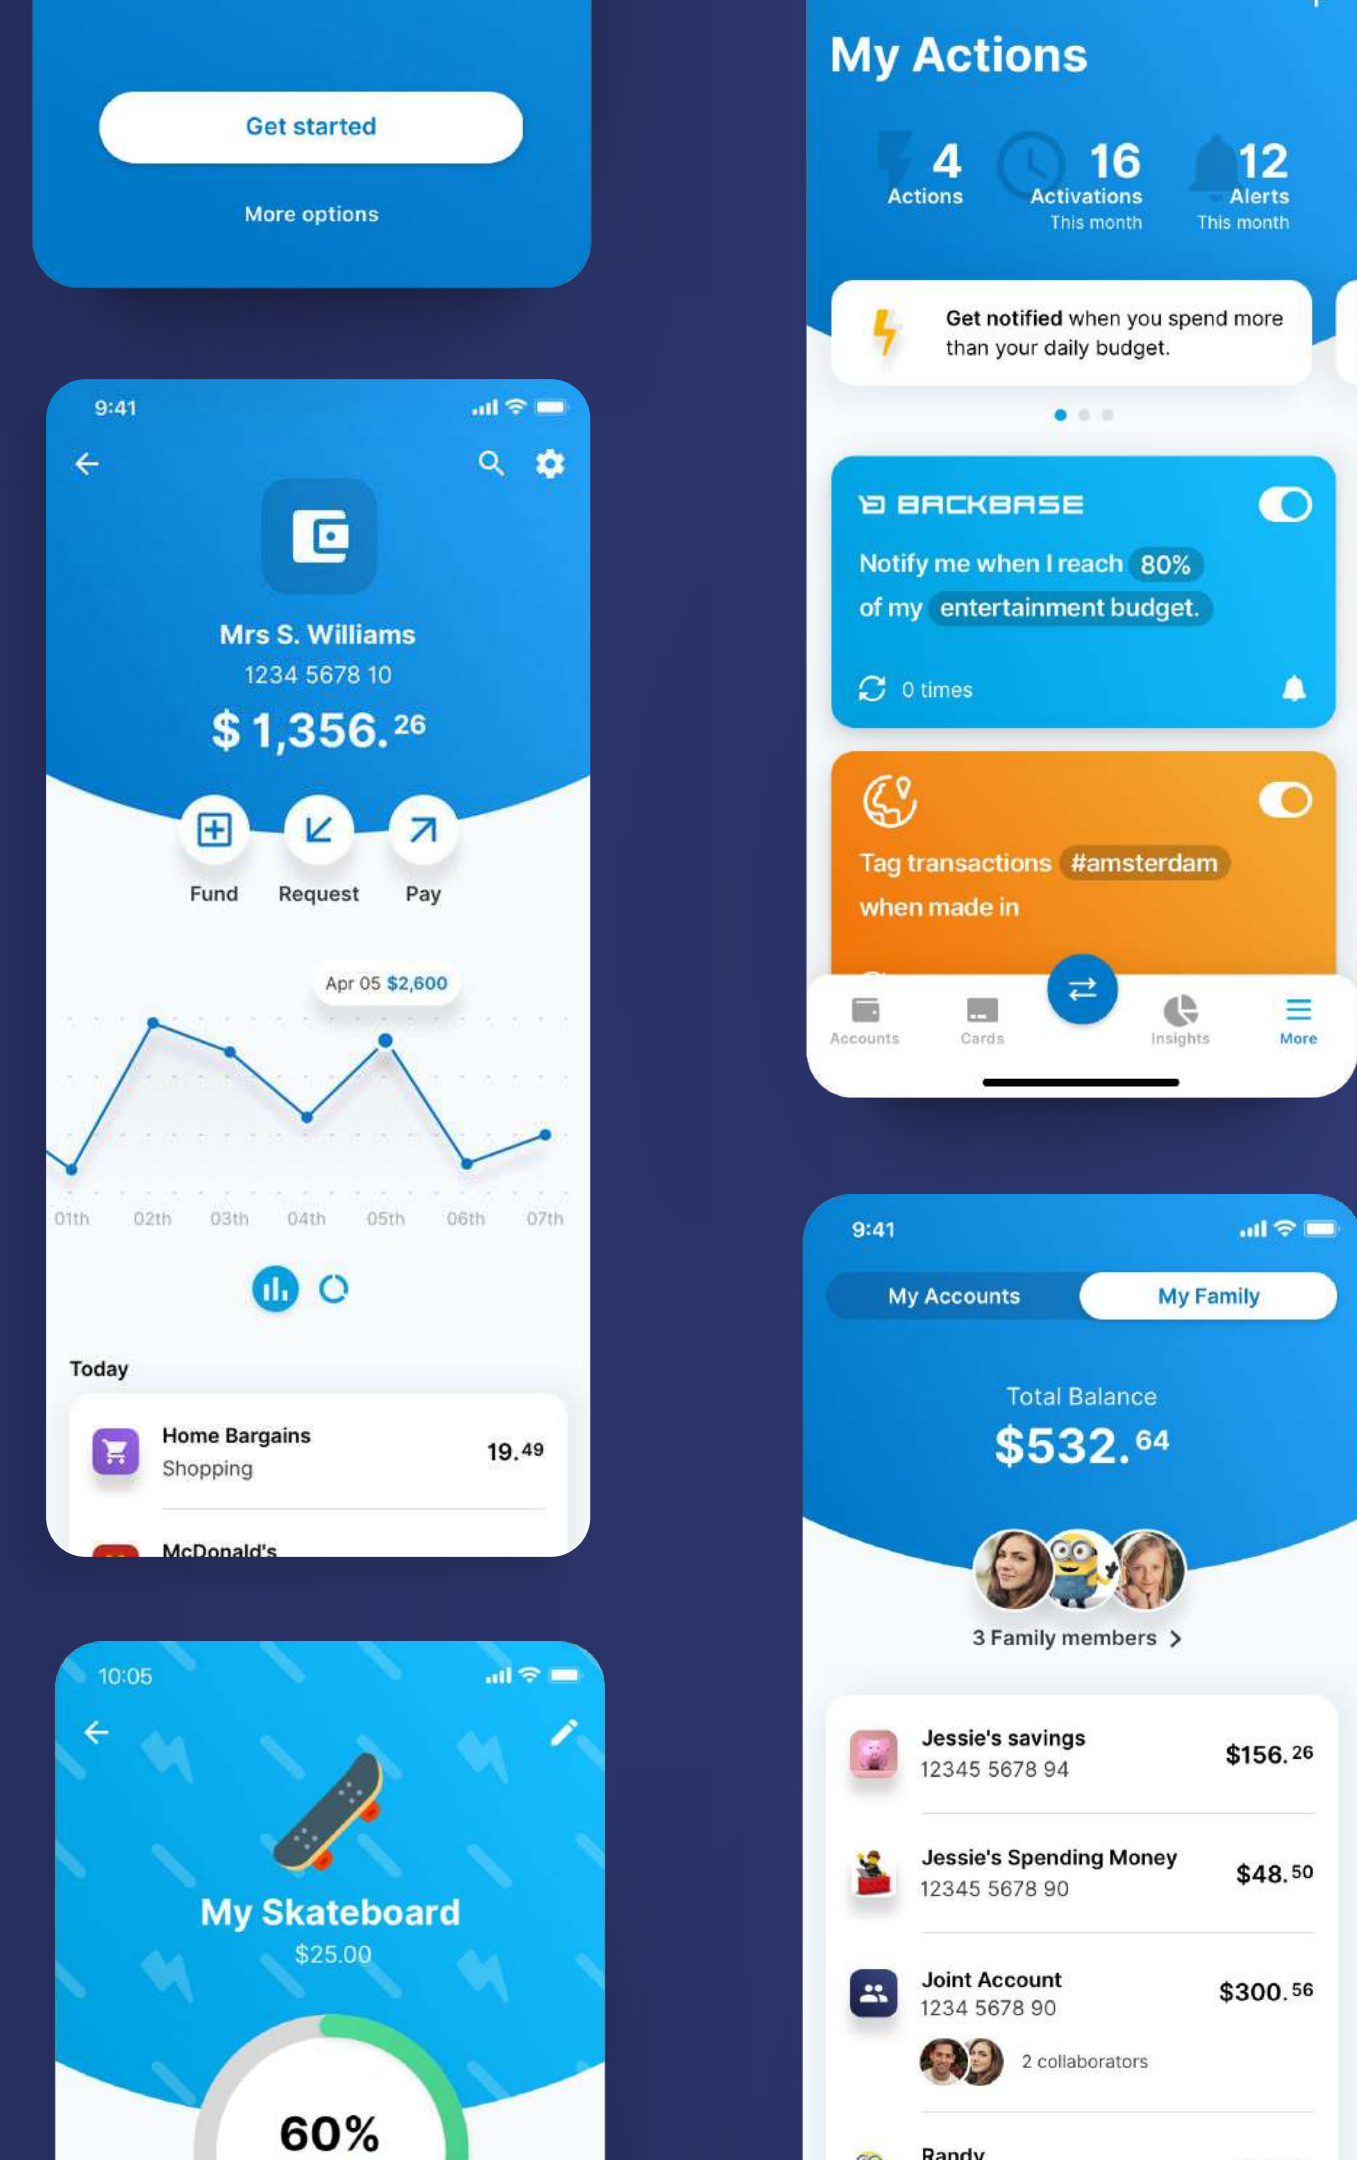 Get started
More options
9:41
Mrs S. Williams
1234 5678 10
$ 1,356.26
Fund Request Pay
Apr 05 $2,600
01th 02th 03th 04th 05th 06th 07th
Today
Home Bargains
19.49
Shopping
McDonald's
10:05
My Skateboard
$25.00
60%
My Actions
4 16 12
Actions Activations Alerts
This month This month
Get notified when you spend more
than your daily budget.
BACKBASE
Notify me when I reach 80%
of my entertainment budget.
0 times
Tag transactions #amsterdam
when made in
Accounts Cards Insights More
9:41
My Accounts My Family
Total Balance
$532.64
3 Family members
Jessie's savings
$156.26
12345 5678 94
Jessie's Spending Money
$48.50
12345 5678 90
Joint Account
$300.56
1234 5678 90
2 collaborators
Randy